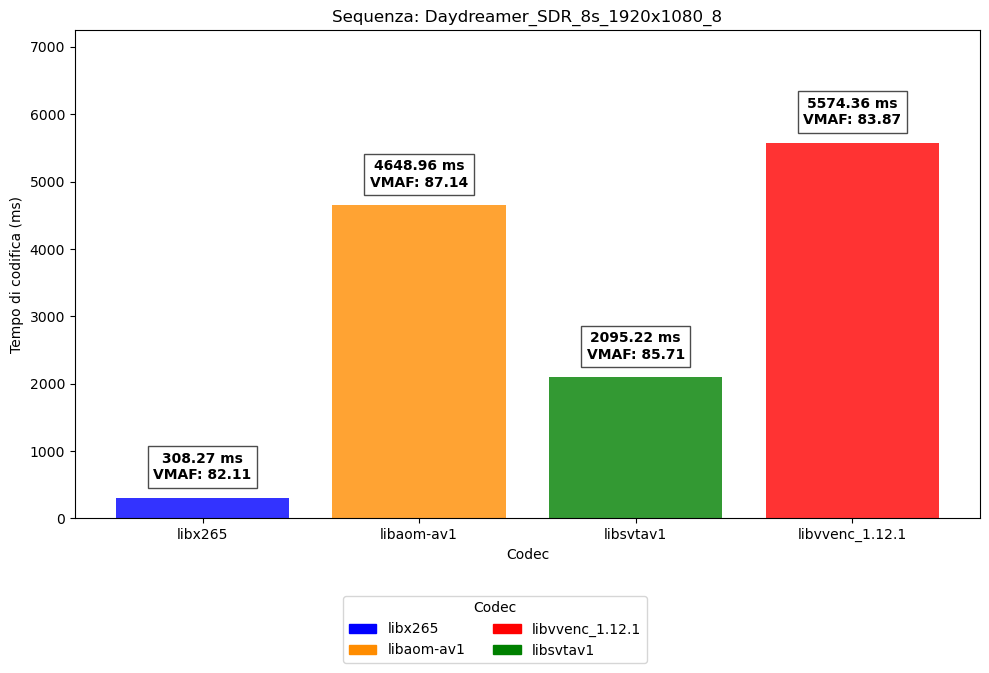 Sequenza: Daydreamer_SDR_8s_1920x1080_8
Tempo di codifica (ms)
7000
6000
5000
4000
3000
2000
1000
0
308.27 ms
VMAF: 82.11
4648.96 ms
VMAF: 87.14
2095.22 ms
VMAF: 85.71
5574.36 ms
VMAF: 83.87
libx265
libaom-av1
libsvtav1
libvvenc_1.12.1
Codec
Codec
libx265
libaom-av1
libvvenc_1.12.1
libsvtav1